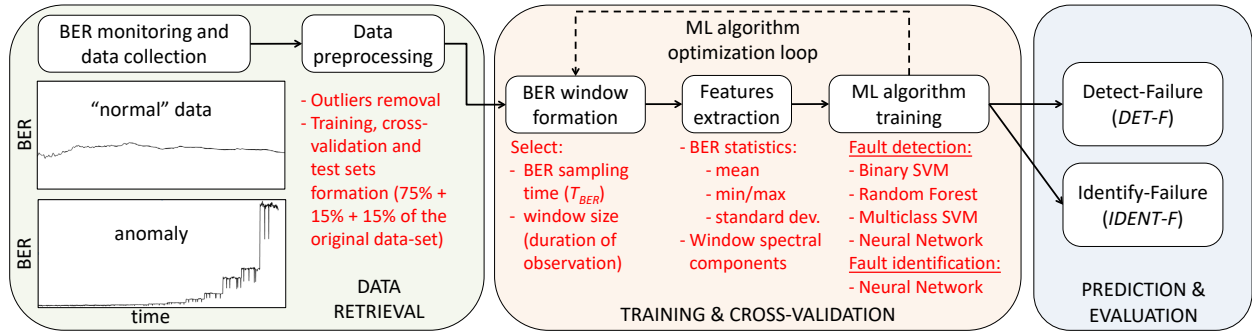 BER monitoring and
data collection
Data
preprocessing
BER
"normal" data
BER
anomaly
time
- Outliers removal
- Training, cross-
validation and
test sets
formation (75% +
15% + 15% of the
original data-set)
DATA
RETRIEVAL
ML algorithm
optimization loop
BER window
formation
Features
extraction
ML algorithm
training
Select:
- BER sampling
time (T_BER)
- window size
(duration of
observation)
- BER statistics:
- mean
- min/max
- standard dev.
- Window spectral
components
Fault detection:
- Binary SVM
- Random Forest
- Multiclass SVM
- Neural Network
Fault identification:
- Neural Network
TRAINING & CROSS-VALIDATION
Detect-Failure
(DET-F)
Identify-Failure
(IDENT-F)
PREDICTION &
EVALUATION